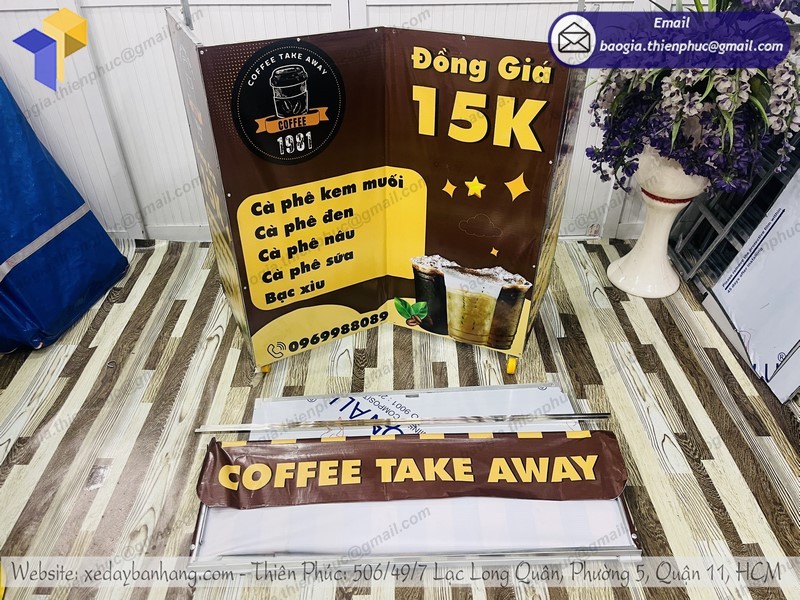 Email
baogia.thienphuc@gmail.com
COFFEE TAKE AWAY
COFFEE
1981
Đồng Giá
15K
Cà phê kem muối
Cà phê đen
Cà phê nâu
Cà phê sữa
Bạc xỉu
0969988089
COFFEE TAKE AWAY
Website: xedaybanhang.com - Thiên Phúc: 506/49/7 Lạc Long Quân, Phường 5, Quận 11, HCM